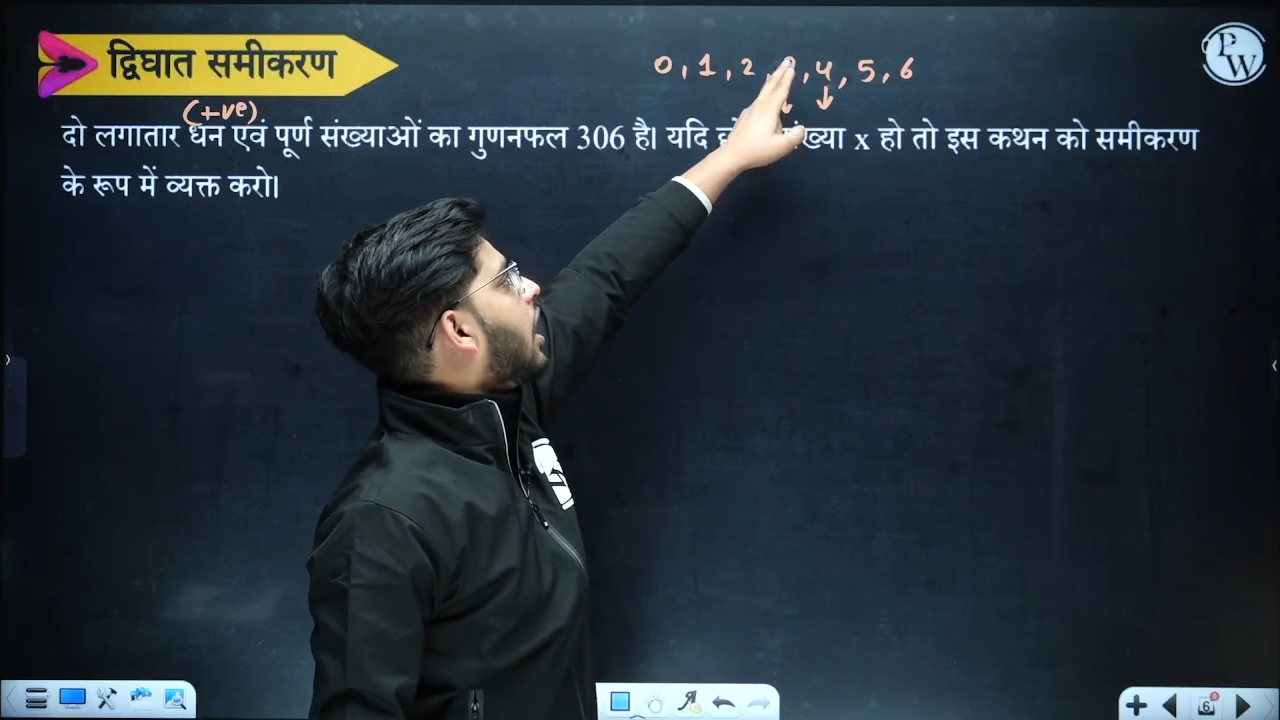 द्विघात समीकरण
0, 1, 2, 4, 5, 6
(+ve)
दो लगातार धन एवं पूर्ण संख्याओं का गुणनफल 306 है। यदि x हो तो इस कथन को समीकरण
के रूप में व्यक्त करो।
PW
6